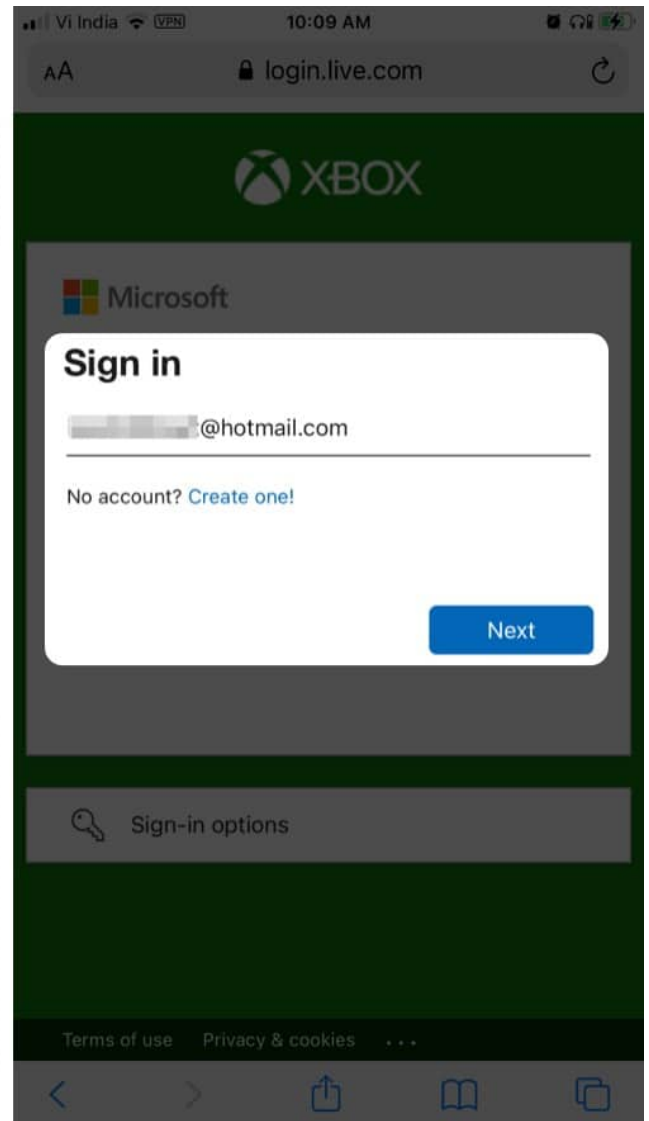 Vi India VPN 10:09 AM
AA login.live.com
XBOX
Microsoft
Sign in
@hotmail.com
No account? Create one!
Next
Sign-in options
Terms of use Privacy & cookies ...